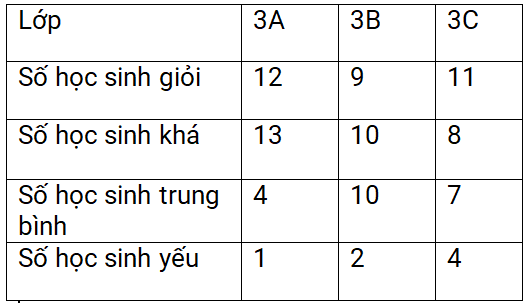 Lớp 3A 3B 3C
Số học sinh giỏi 12 9 11
Số học sinh khá 13 10 8
Số học sinh trung 4 10 7
bình
Số học sinh yếu 1 2 4